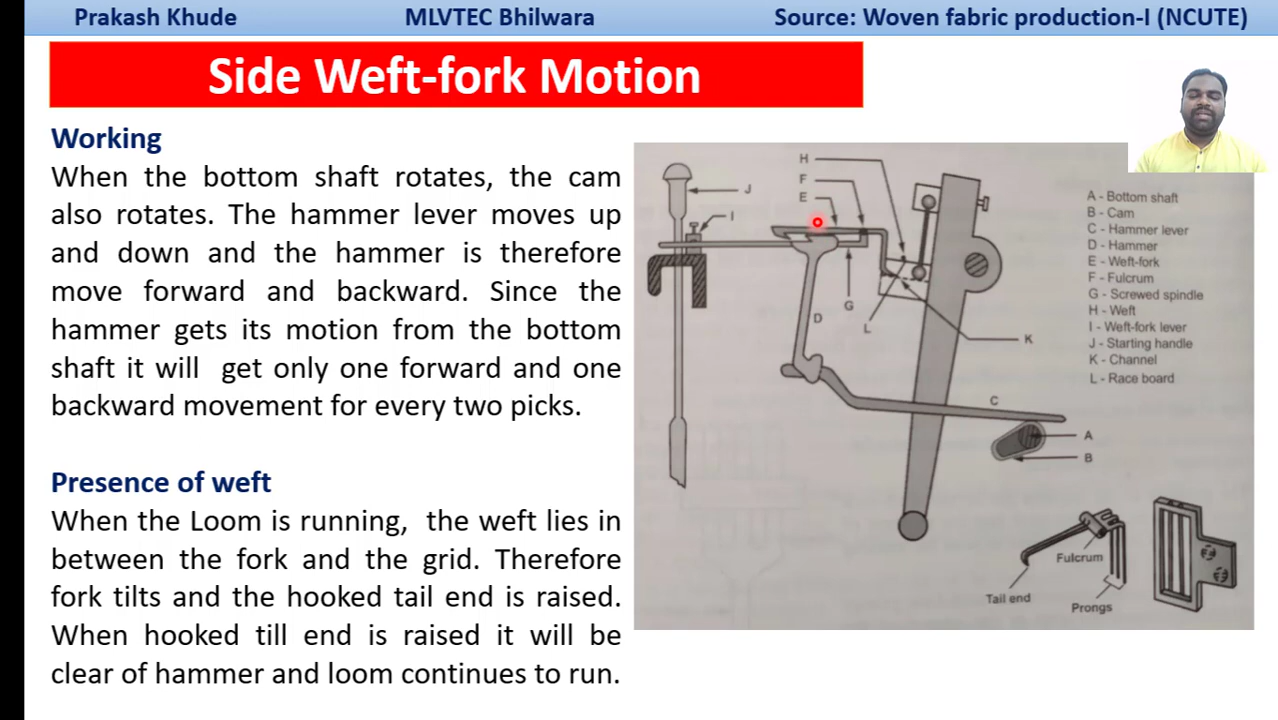 Prakash Khude MLVTEC Bhilwara Source: Woven fabric production-I (NCUTE)
Side Weft-fork Motion
Working
When the bottom shaft rotates, the cam
also rotates. The hammer lever moves up
and down and the hammer is therefore
move forward and backward. Since the
hammer gets its motion from the bottom
shaft it will get only one forward and one
backward movement for every two picks.
Presence of weft
When the Loom is running, the weft lies in
between the fork and the grid. Therefore
fork tilts and the hooked tail end is raised.
When hooked till end is raised it will be
clear of hammer and loom continues to run.
H
F
E
J
I
G
D
L
K
C
A
B
A - Bottom shaft
B - Cam
C - Hammer lever
D - Hammer
E - Weft-fork
F - Fulcrum
G - Screwed spindle
H - Weft
I - Weft-fork lever
J - Starting handle
K - Channel
L - Race board
Fulcrum
Tail end
Prongs